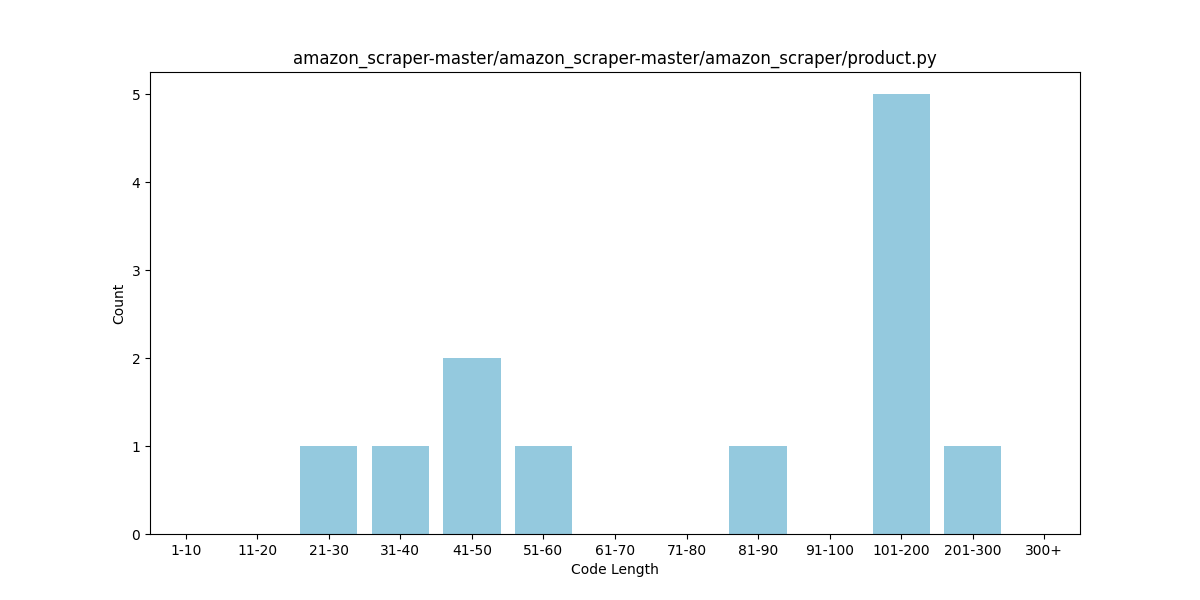 amazon_scraper-master/amazon_scraper-master/amazon_scraper/product.py
5
4
3
2
1
0
Count
1-10 11-20 21-30 31-40 41-50 51-60 61-70 71-80 81-90 91-100 101-200 201-300 300+
Code Length